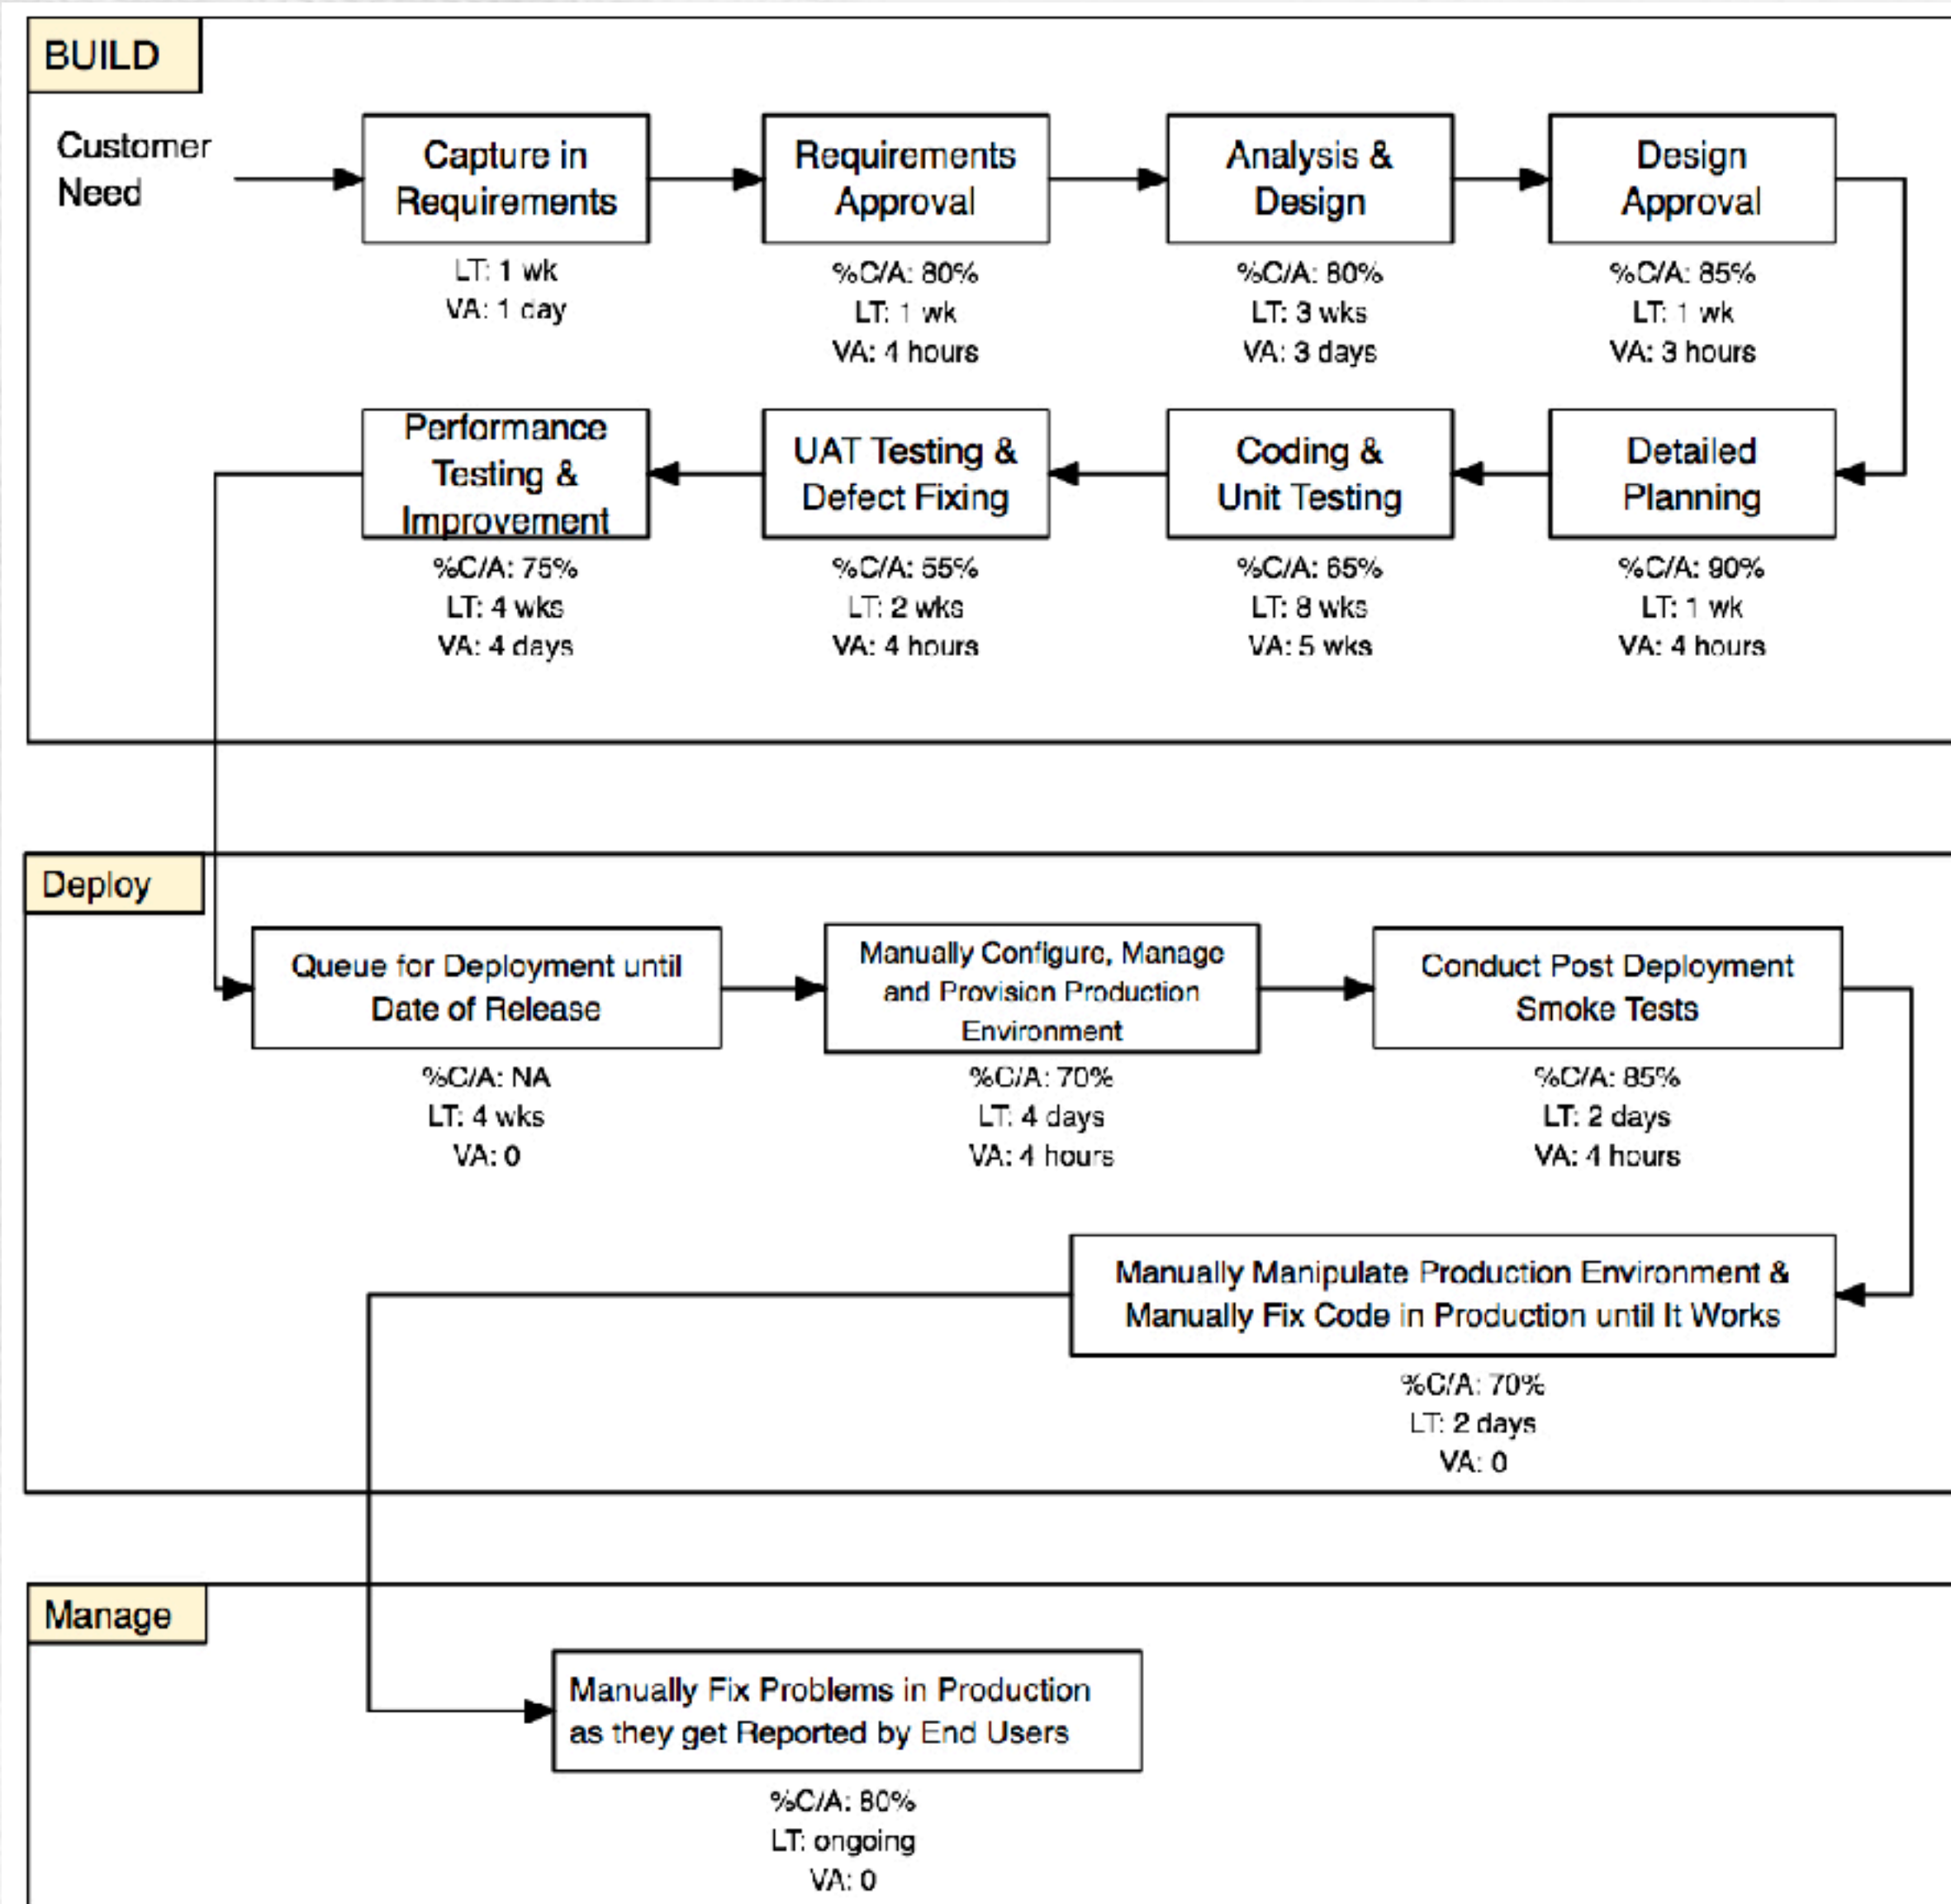 BUILD
Customer
Need
Capture in
Requirements
LT: 1 wk
VA: 1 day
Requirements
Approval
%C/A: 80%
LT: 1 wk
VA: 4 hours
Analysis &
Design
%C/A: 80%
LT: 3 wks
VA: 3 days
Design
Approval
%C/A: 85%
LT: 1 wk
VA: 3 hours
Detailed
Planning
%C/A: 90%
LT: 1 wk
VA: 4 hours
Coding &
Unit Testing
%C/A: 65%
LT: 8 wks
VA: 5 wks
UAT Testing &
Defect Fixing
%C/A: 55%
LT: 2 wks
VA: 4 hours
Performance
Testing &
Improvement
%C/A: 75%
LT: 4 wks
VA: 4 days
Deploy
Queue for Deployment until
Date of Release
%C/A: NA
LT: 4 wks
VA: 0
Manually Configure, Manage
and Provision Production
Environment
%C/A: 70%
LT: 4 days
VA: 4 hours
Conduct Post Deployment
Smoke Tests
%C/A: 85%
LT: 2 days
VA: 4 hours
Manually Manipulate Production Environment &
Manually Fix Code in Production until It Works
%C/A: 70%
LT: 2 days
VA: 0
Manage
Manually Fix Problems in Production
as they get Reported by End Users
%C/A: 80%
LT: ongoing
VA: 0